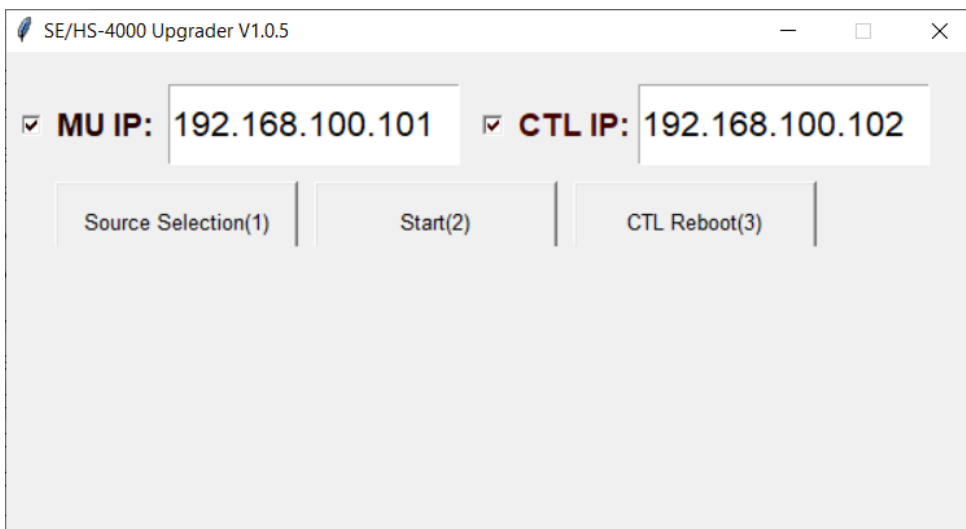 SE/HS-4000 Upgrader V1.0.5
MU IP: 192.168.100.101 CTL IP: 192.168.100.102
Source Selection(1) Start(2) CTL Reboot(3)